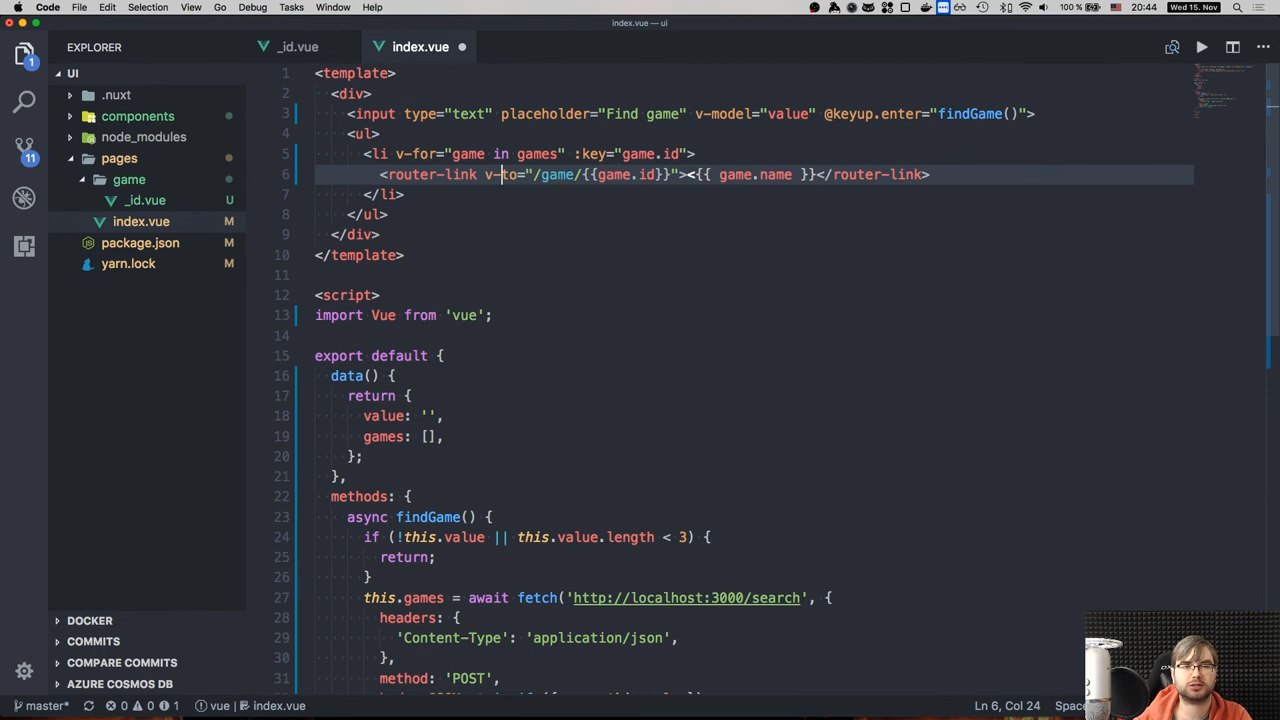 Code File Edit Selection View Go Debug Tasks Window Help 100 % 20:44 Wed 15. Nov
index.vue — ui
EXPLORER
_id.vue
index.vue
1
UI
.nuxt
components
node_modules
pages
game
_id.vue U
index.vue M
package.json M
yarn.lock M
11
DOCKER
COMMITS
COMPARE COMMITS
AZURE COSMOS DB
1 <template>
2 <div>
3 <input type="text" placeholder="Find game" v-model="value" @keyup.enter="findGame()">
4 <ul>
5 <li v-for="game in games" :key="game.id">
6 <router-link v-to="/game/{{game.id}}"><{{ game.name }}</router-link>
7 </li>
8 </ul>
9 </div>
10 </template>
11
12 <script>
13 import Vue from 'vue';
14
15 export default {
16 data() {
17 return {
18 value: '',
19 games: [],
20 };
21 },
22 methods: {
23 async findGame() {
24 if (!this.value || this.value.length < 3) {
25 return;
26 }
27 this.games = await fetch('http://localhost:3000/search', {
28 headers: {
29 'Content-Type': 'application/json',
30 },
31 method: 'POST',
master* 0 0 1 vue index.vue Ln 6, Col 24